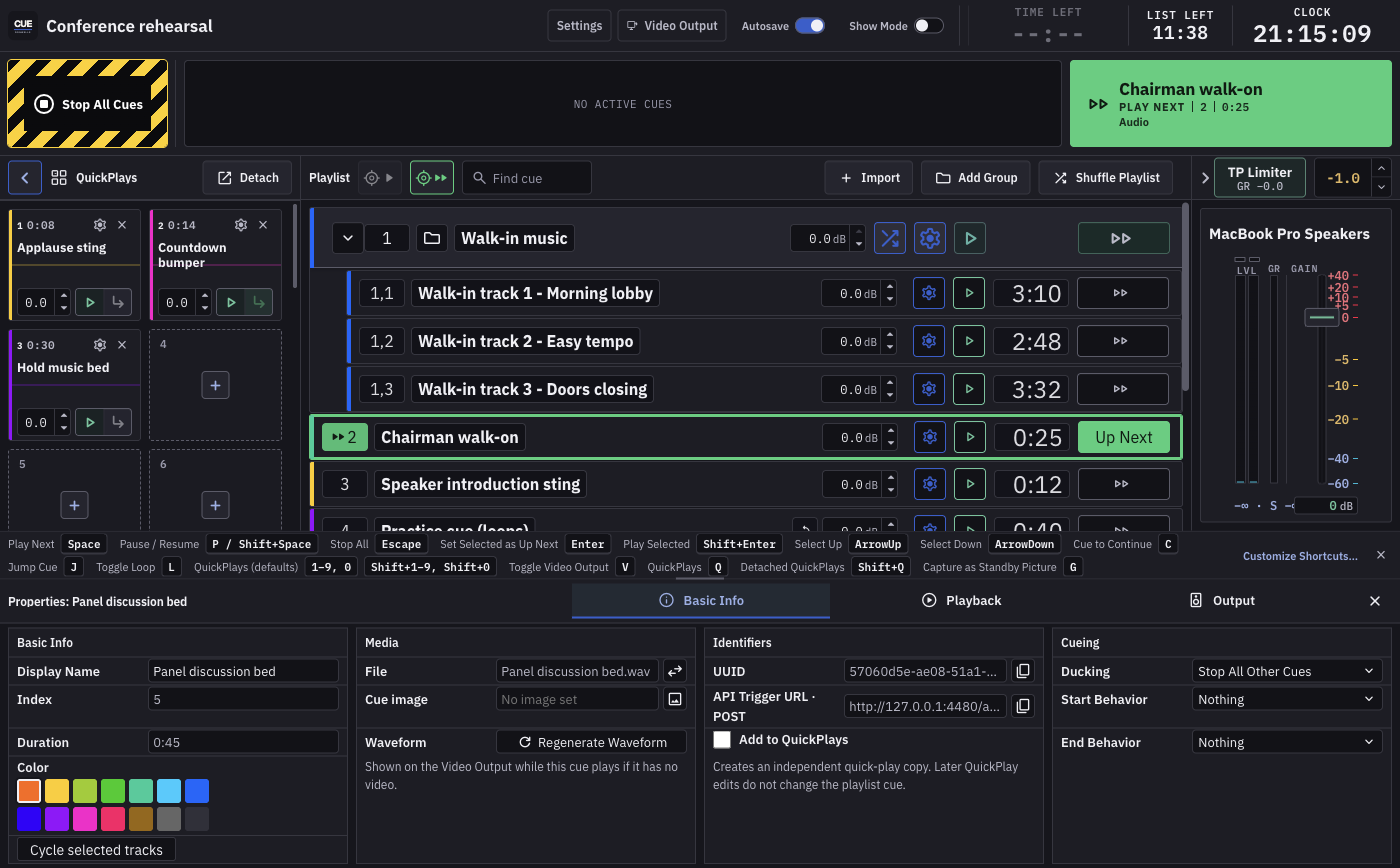 CUE
Conference rehearsal
Settings
Video Output
Autosave
Show Mode
TIME LEFT
--:--
LIST LEFT
11:38
CLOCK
21:15:09
Stop All Cues
NO ACTIVE CUES
Chairman walk-on
PLAY NEXT | 2 | 0:25
Audio
QuickPlays
Detach
Playlist
Find cue
Import
Add Group
Shuffle Playlist
TP Limiter
GR -0.0
-1.0
1 0:08
Applause sting
0.0
2 0:14
Countdown
bumper
0.0
3 0:30
Hold music bed
0.0
4
5
6
1
Walk-in music
0.0 dB
1,1
Walk-in track 1 - Morning lobby
0.0 dB
3:10
1,2
Walk-in track 2 - Easy tempo
0.0 dB
2:48
1,3
Walk-in track 3 - Doors closing
0.0 dB
3:32
2
Chairman walk-on
0.0 dB
0:25
Up Next
3
Speaker introduction sting
0.0 dB
0:12
4
Practice cue (loops)
0.0 dB
0:40
MacBook Pro Speakers
LVL
GR
GAIN
+40
+20
+10
+5
0
-5
-10
-20
-40
-60
-∞ · S -∞
0 dB
Play Next Space
Pause / Resume P / Shift+Space
Stop All Escape
Set Selected as Up Next Enter
Play Selected Shift+Enter
Select Up ArrowUp
Select Down ArrowDown
Cue to Continue C
Jump Cue J
Toggle Loop L
QuickPlays (defaults) 1-9, 0 Shift+1-9, Shift+0
Toggle Video Output V
QuickPlays Q
Detached QuickPlays Shift+Q
Capture as Standby Picture G
Customize Shortcuts...
Properties: Panel discussion bed
Basic Info
Playback
Output
Basic Info
Display Name
Panel discussion bed
Index
5
Duration
0:45
Color
Cycle selected tracks
Media
File
Panel discussion bed.wav
Cue image
No image set
Waveform
Regenerate Waveform
Shown on the Video Output while this cue plays if it has no
video.
Identifiers
UUID
57060d5e-ae08-51a1-...
API Trigger URL ·
POST
http://127.0.0.1:4480/a...
Add to QuickPlays
Creates an independent quick-play copy. Later QuickPlay
edits do not change the playlist cue.
Cueing
Ducking
Stop All Other Cues
Start Behavior
Nothing
End Behavior
Nothing